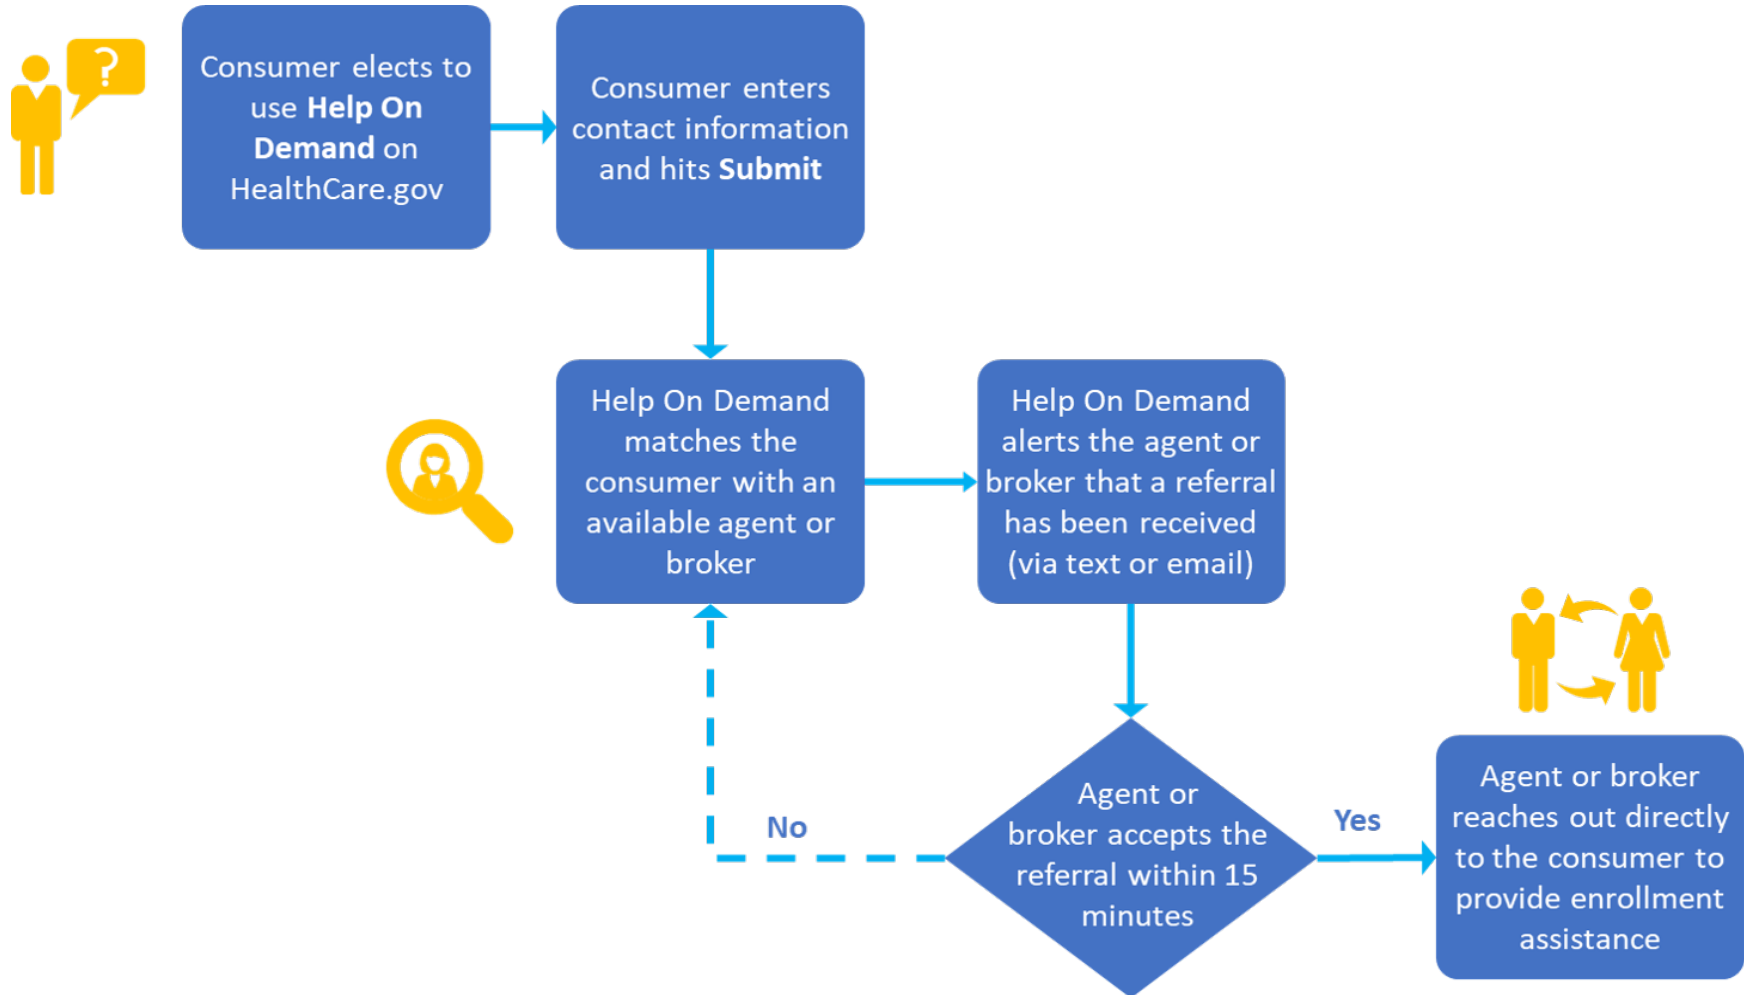 ?
Consumer elects to
use Help On
Demand on
HealthCare.gov
Consumer enters
contact information
and hits Submit
Help On Demand
matches the
consumer with an
available agent or
broker
Help On Demand
alerts the agent or
broker that a referral
has been received
(via text or email)
Agent or
broker accepts the
referral within 15
minutes
No
Yes
Agent or broker
reaches out directly
to the consumer to
provide enrollment
assistance